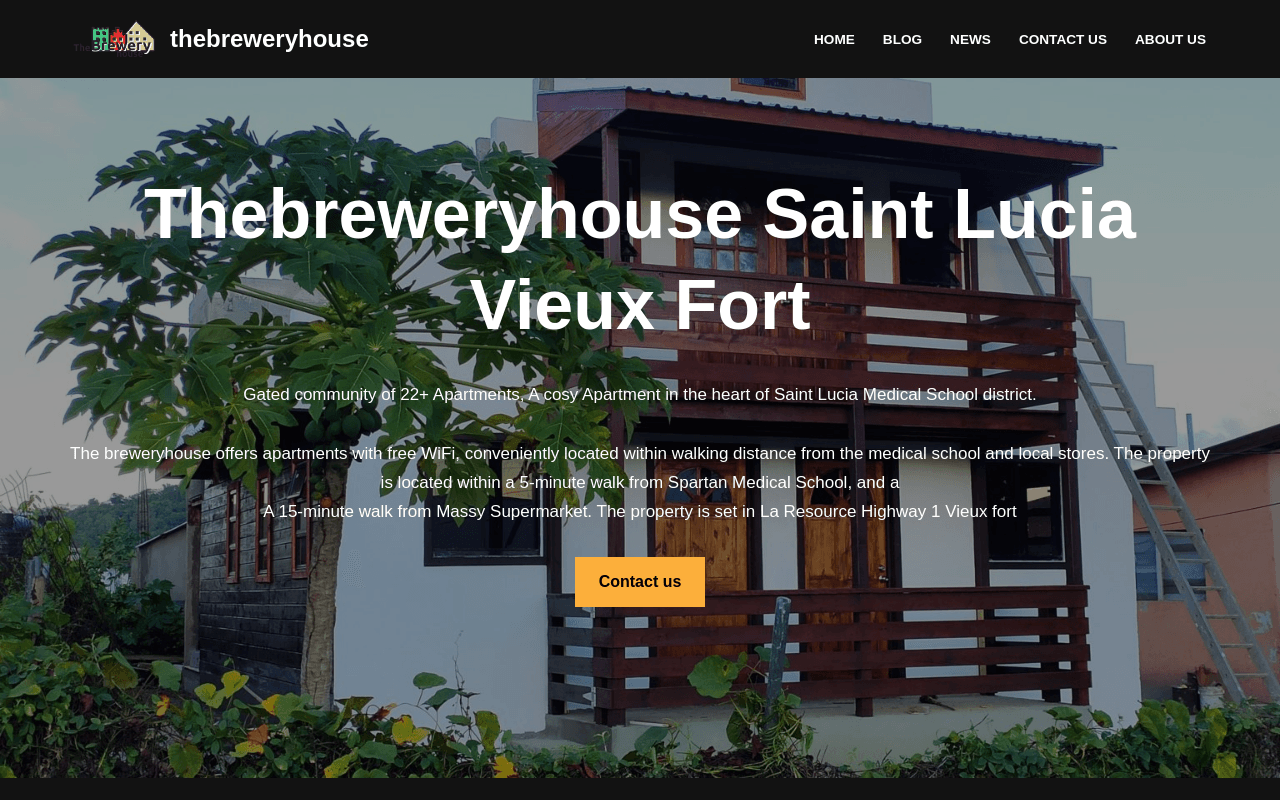 Brewery
thebreweryhouse
HOME
BLOG
NEWS
CONTACT US
ABOUT US
Thebreweryhouse Saint Lucia
Vieux Fort
Gated community of 22+ Apartments, A cosy Apartment in the heart of Saint Lucia Medical School district.
The breweryhouse offers apartments with free WiFi, conveniently located within walking distance from the medical school and local stores. The property
is located within a 5-minute walk from Spartan Medical School, and a
A 15-minute walk from Massy Supermarket. The property is set in La Resource Highway 1 Vieux fort
Contact us